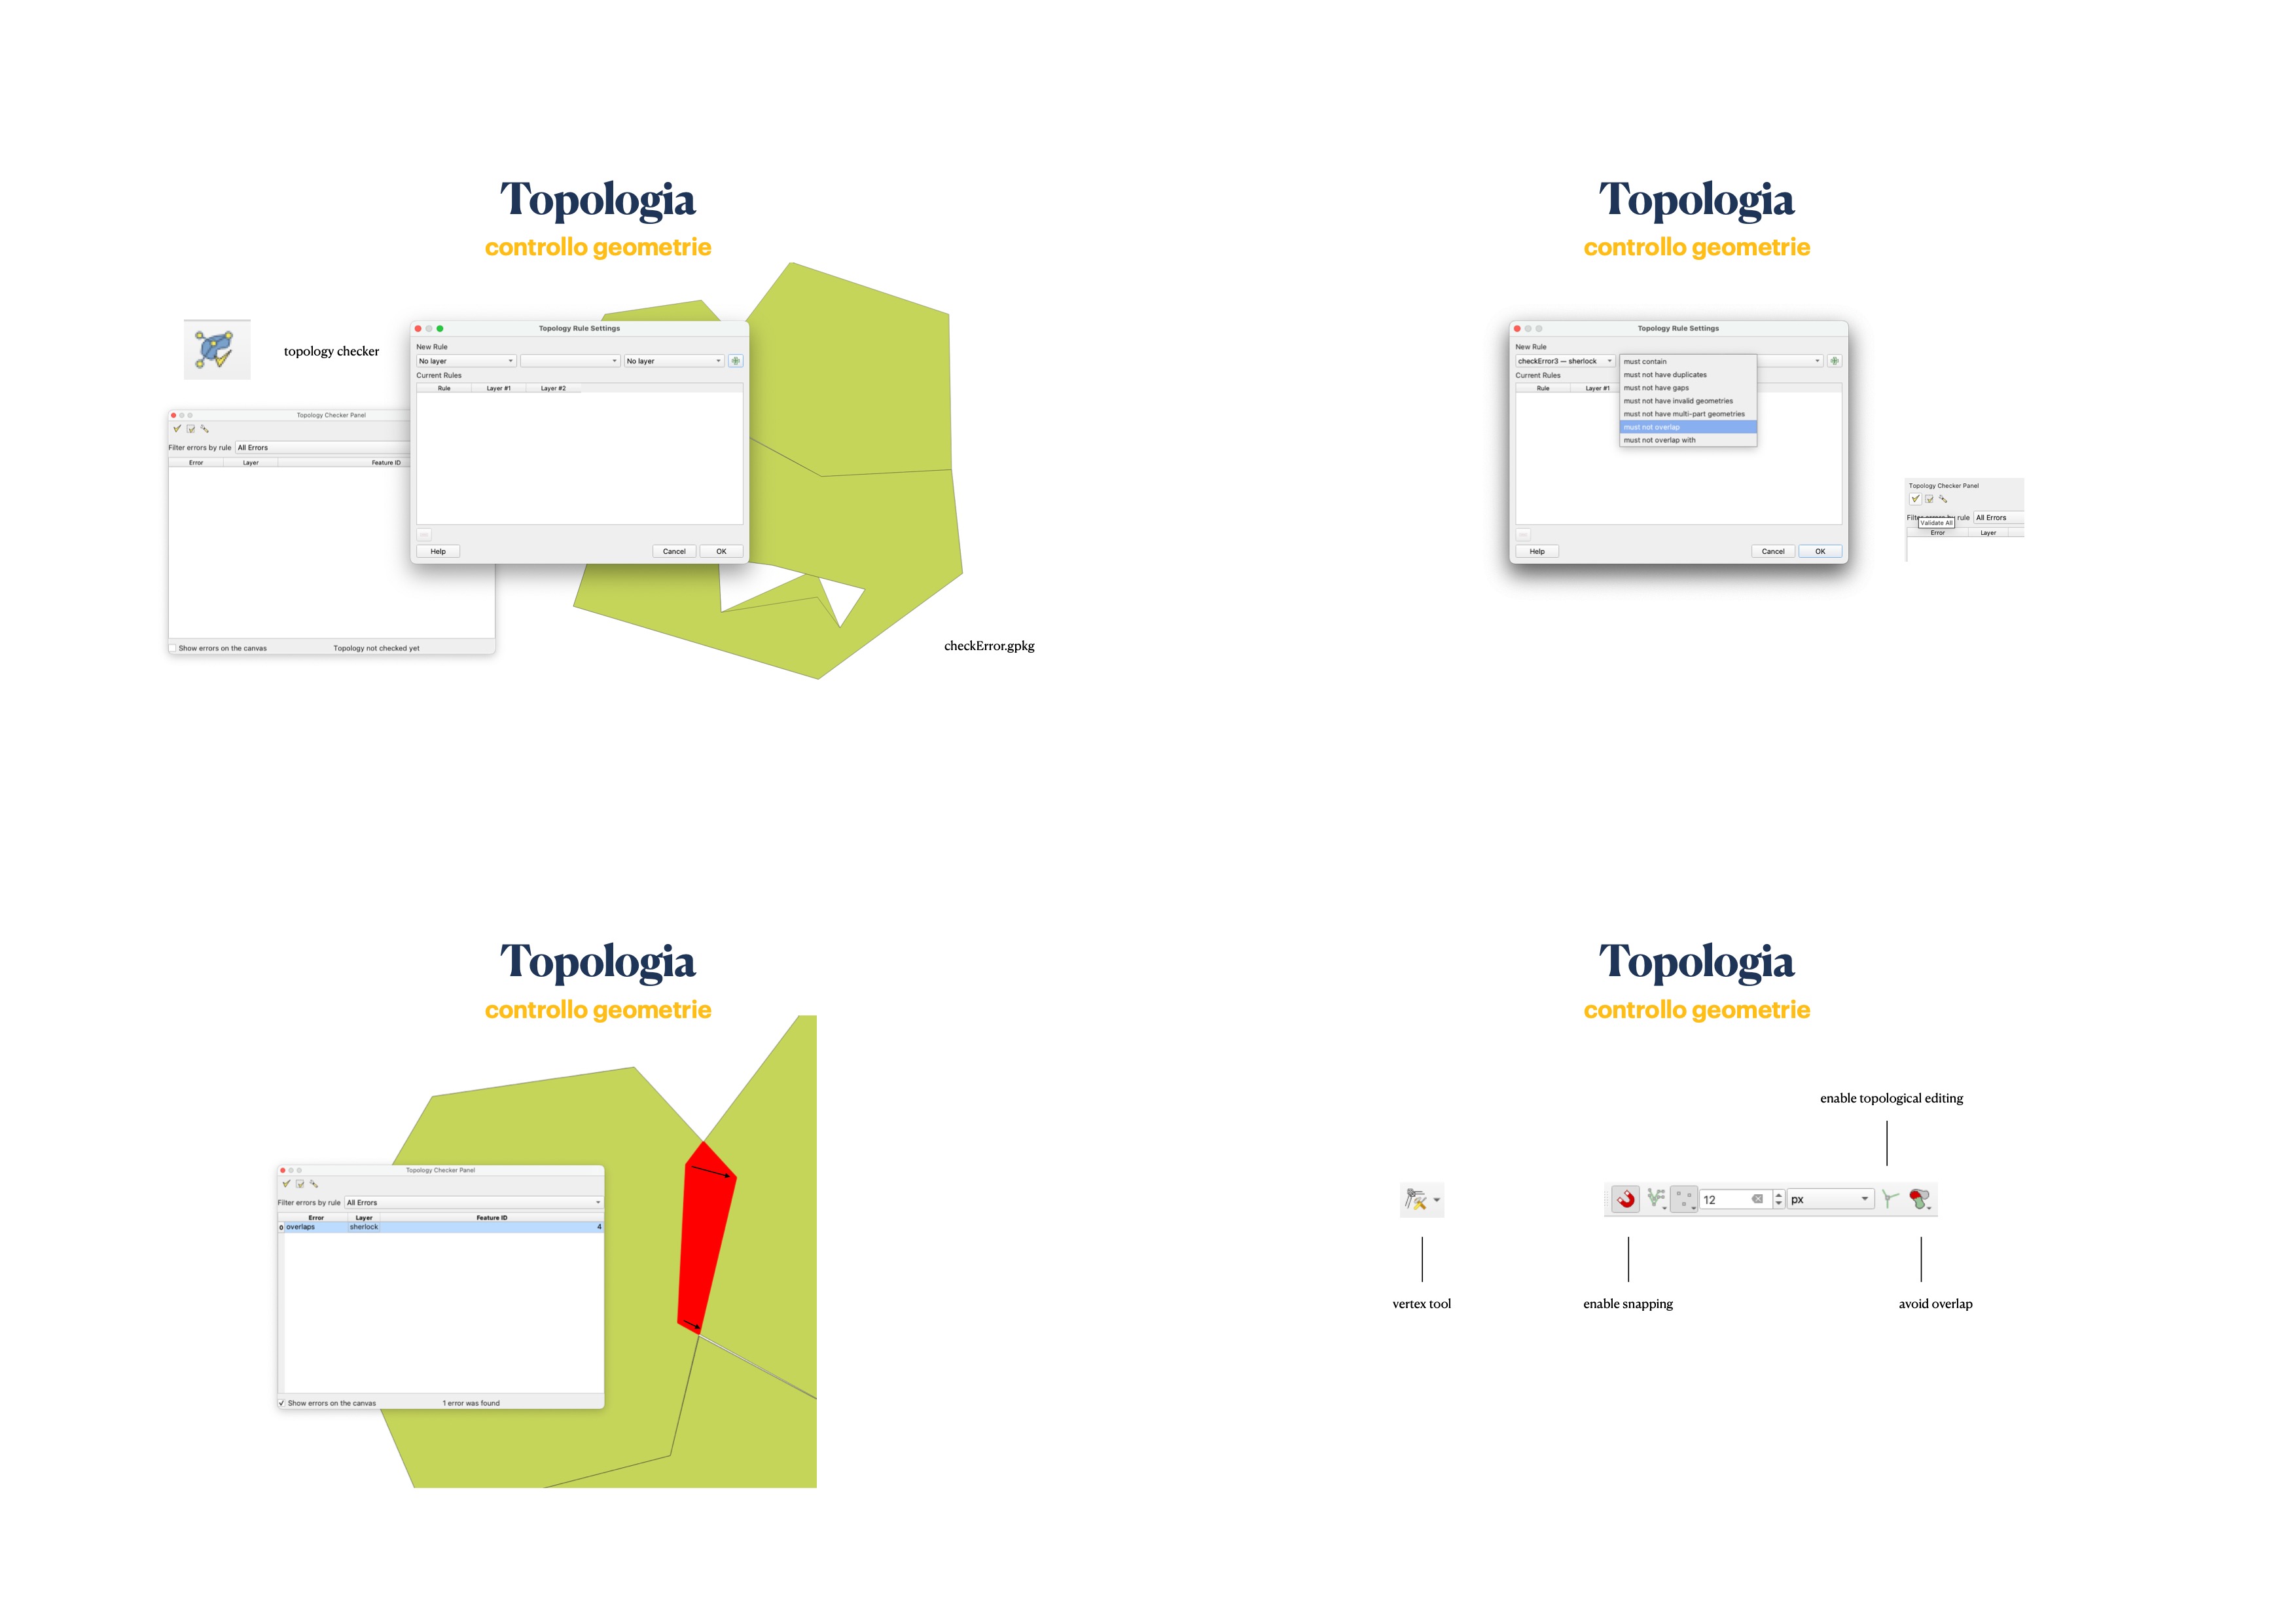 Topologia
controllo geometrie
topology checker
Topology Rule Settings
New Rule
No layer No layer
Current Rules
Rule Layer #1 Layer #2
Help Cancel OK
Topology Checker Panel
Filter errors by rule All Errors
Error Layer Feature ID
Show errors on the canvas Topology not checked yet
checkError.gpkg
Topologia
controllo geometrie
Topology Rule Settings
New Rule
checkError3 — sherlock
must contain
must not have duplicates
must not have gaps
must not have invalid geometries
must not have multi-part geometries
must not overlap
must not overlap with
Current Rules
Rule Layer #1
Help Cancel OK
Topology Checker Panel
Filter errors by rule All Errors
Validate All
Error Layer
Topologia
controllo geometrie
Topology Checker Panel
Filter errors by rule All Errors
Error Layer Feature ID
0 overlaps sherlock 4
Show errors on the canvas 1 error was found
Topologia
controllo geometrie
enable topological editing
12 px
vertex tool enable snapping avoid overlap